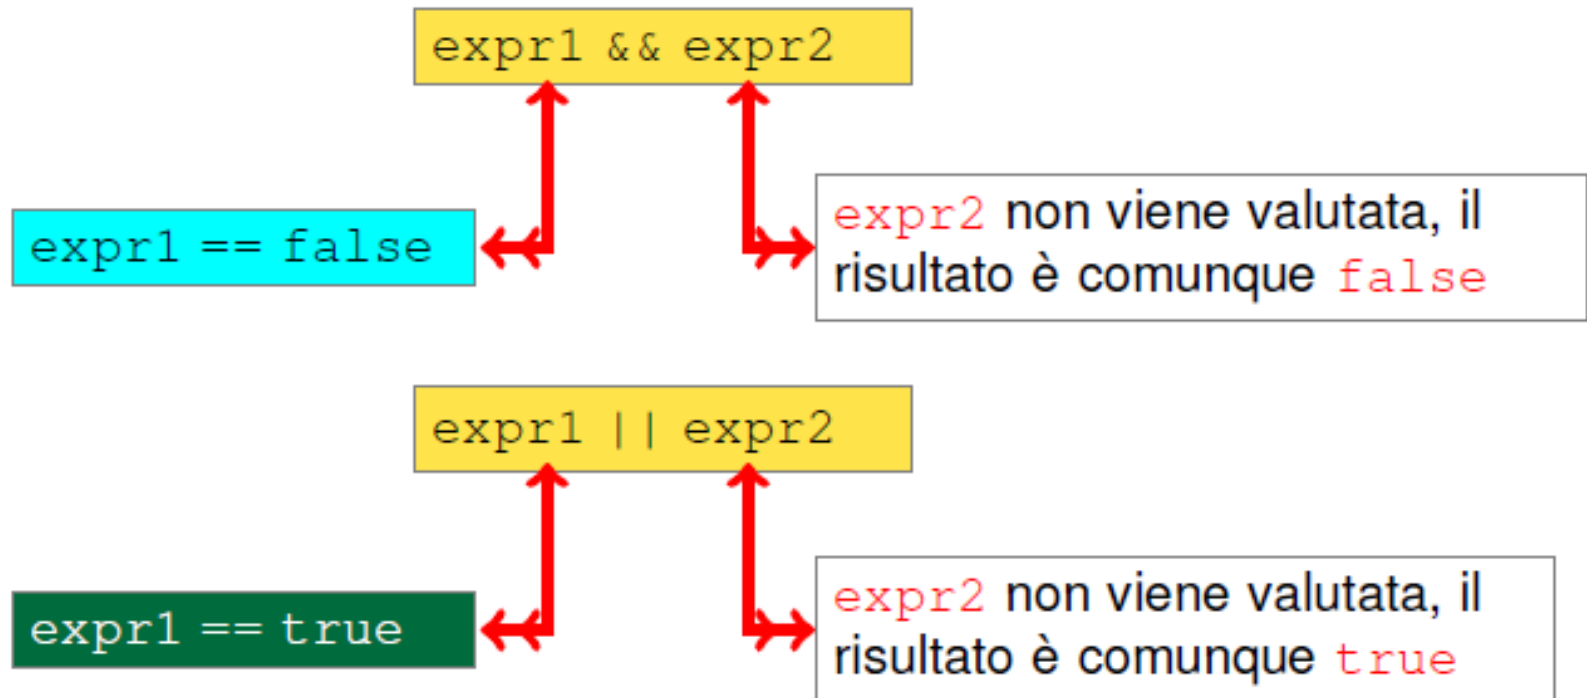 expr1 && expr2
expr1 == false
expr2 non viene valutata, il
risultato è comunque false
expr1 || expr2
expr1 == true
expr2 non viene valutata, il
risultato è comunque true